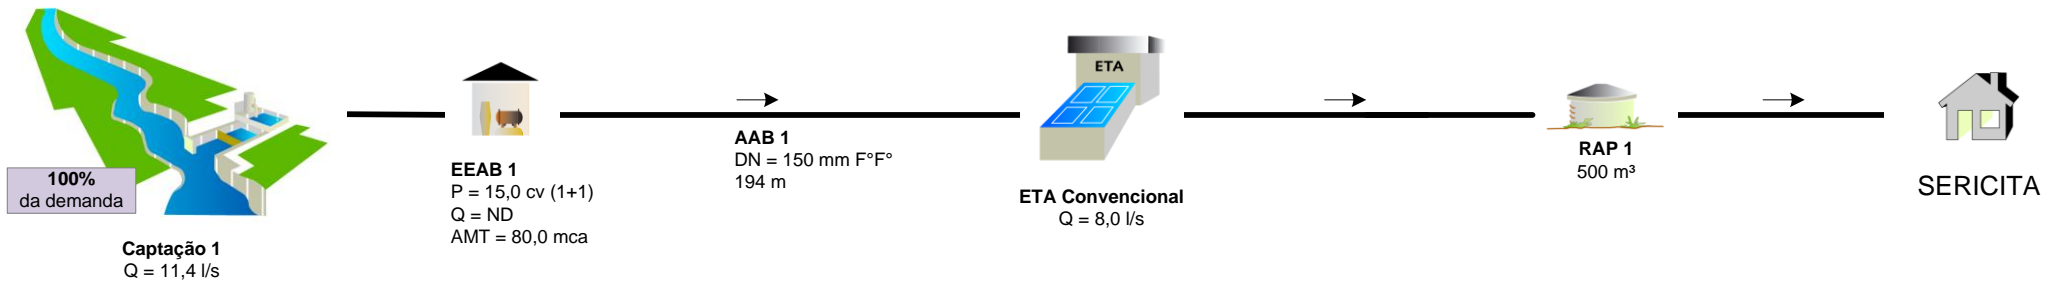 100%
da demanda
Captação 1
Q = 11,4 l/s
EEAB 1
P = 15,0 cv (1+1)
Q = ND
AMT = 80,0 mca
AAB 1
DN = 150 mm F°F°
194 m
ETA
ETA Convencional
Q = 8,0 l/s
RAP 1
500 m³
SERICITA